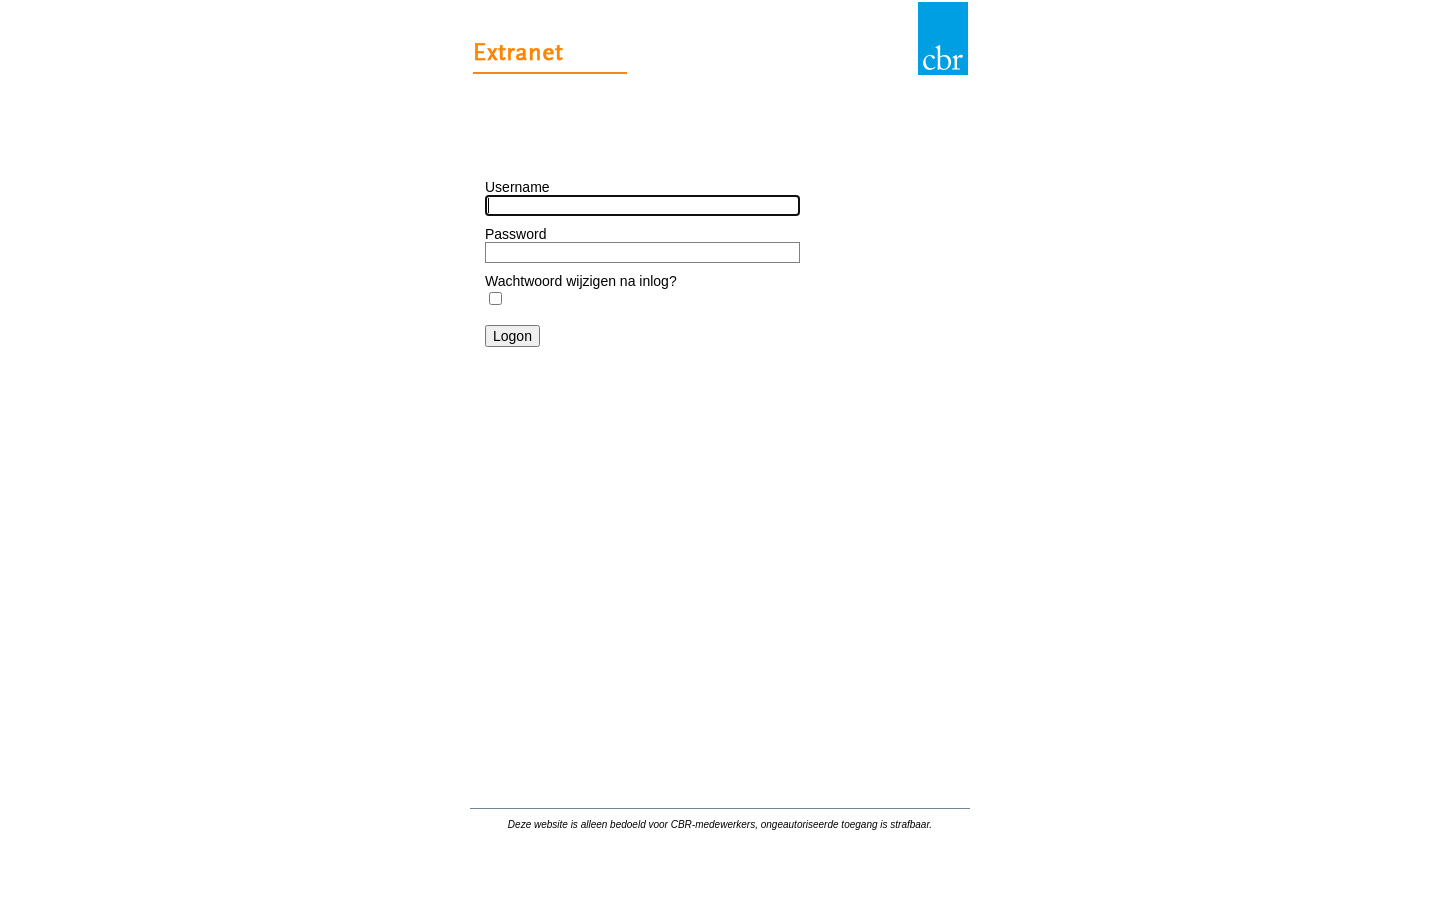 Extranet
cbr
Username
Password
Wachtwoord wijzigen na inlog?
Logon
Deze website is alleen bedoeld voor CBR-medewerkers, ongeautoriseerde toegang is strafbaar.